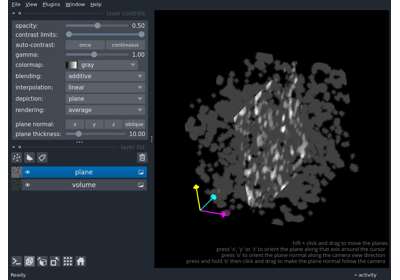 File View Plugins Window Help
layer controls
opacity: 0.50
contrast limits:
auto-contrast: once continuous
gamma: 1.00
colormap: gray
blending: additive
interpolation: linear
depiction: plane
rendering: average
plane normal: x y z oblique
plane thickness: 10.00
layer list
plane
volume
shift + click and drag to move the planes
press 'x', 'y' or 'z' to orient the plane along that axis around the cursor
press 'o' to orient the plane normal along the camera view direction
press and hold 'o' then click and drag to make the plane normal follow the camera
Ready activity